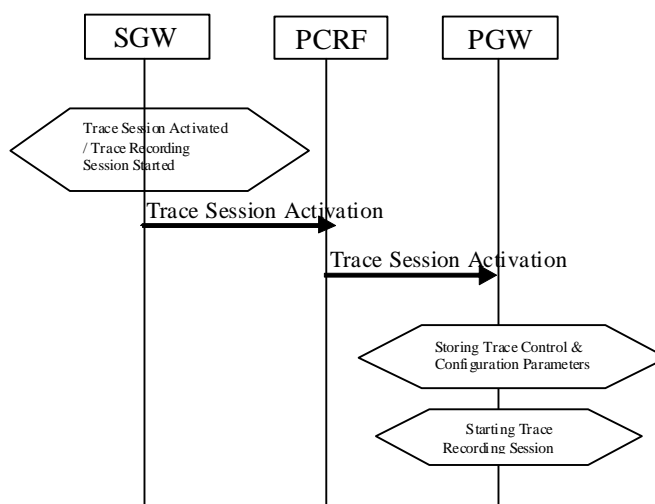 SGW
PCRF
PGW
Trace Session Activated
/ Trace Recording
Session Started
Trace Session Activation
Trace Session Activation
Storing Trace Control &
Configuration Parameters
Starting Trace
Recording Session